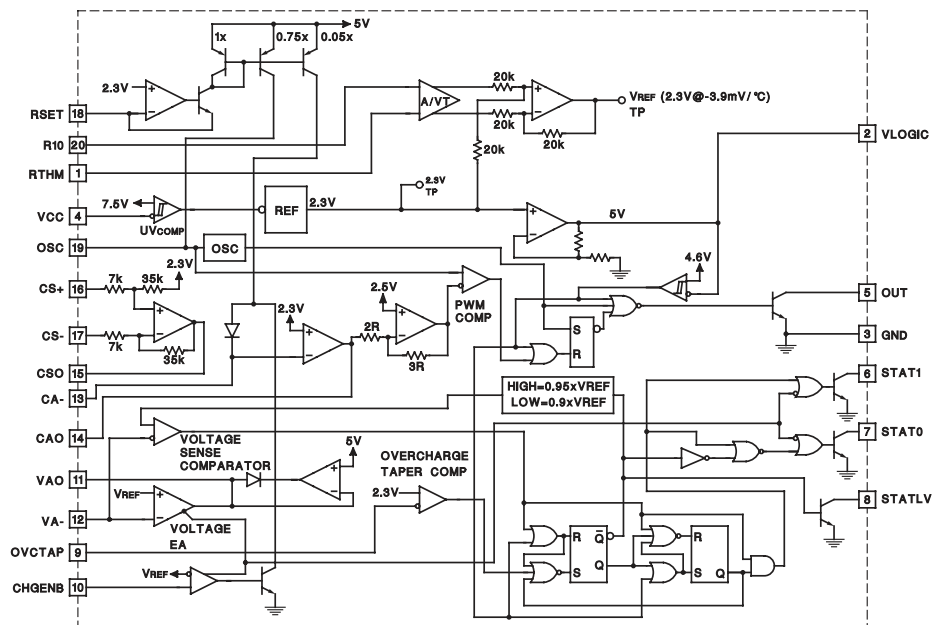 5V
1x 0.75x 0.05x
2.3V
RSET 18
R10 20
RTHM 1
A/VT
20k
20k
20k
20k
VREF (2.3V@-3.9mV/°C)
TP
2 VLOGIC
2.3V
TP
7.5V
VCC 4
UVCOMP
REF
2.3V
5V
OSC 19
OSC
4.6V
CS+ 16
7k 35k
2.3V
PWM
COMP
5 OUT
2.3V
2.5V
CS- 17
7k
35k
2R
3R
S
R
3 GND
CSO 15
CA- 13
6 STAT1
HIGH=0.95xVREF
LOW=0.9xVREF
CAO 14
VOLTAGE
SENSE
COMPARATOR
5V
OVERCHARGE
TAPER COMP
7 STAT0
VAO 11
VREF
2.3V
8 STATLV
VA- 12
VOLTAGE
EA
OVCTAP 9
R Q
S Q
R
S Q
VREF
CHGENB 10